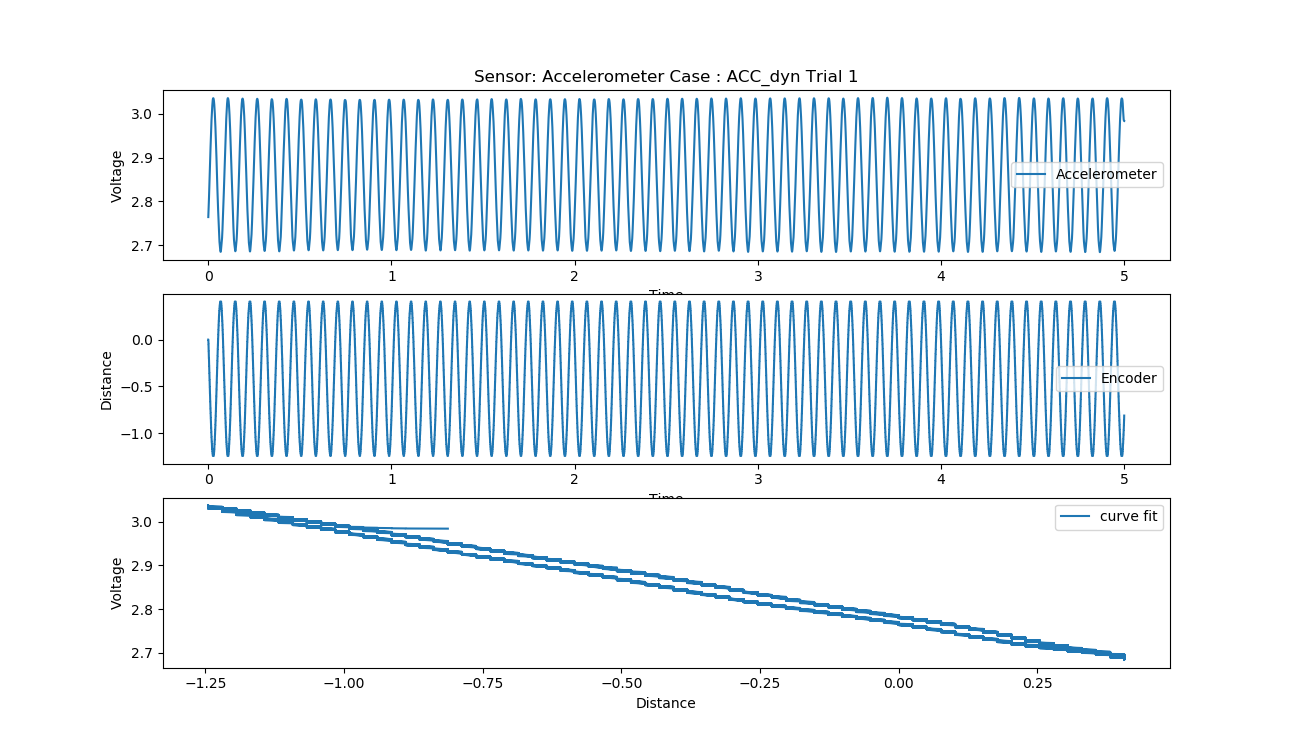 Sensor: Accelerometer Case : ACC_dyn Trial 1
3.0
2.9
2.8
2.7
Voltage
Accelerometer
0 1 2 3 4 5
Time
0.0
−0.5
−1.0
Distance
Encoder
0 1 2 3 4 5
Time
3.0
2.9
2.8
2.7
Voltage
curve fit
−1.25 −1.00 −0.75 −0.50 −0.25 0.00 0.25
Distance